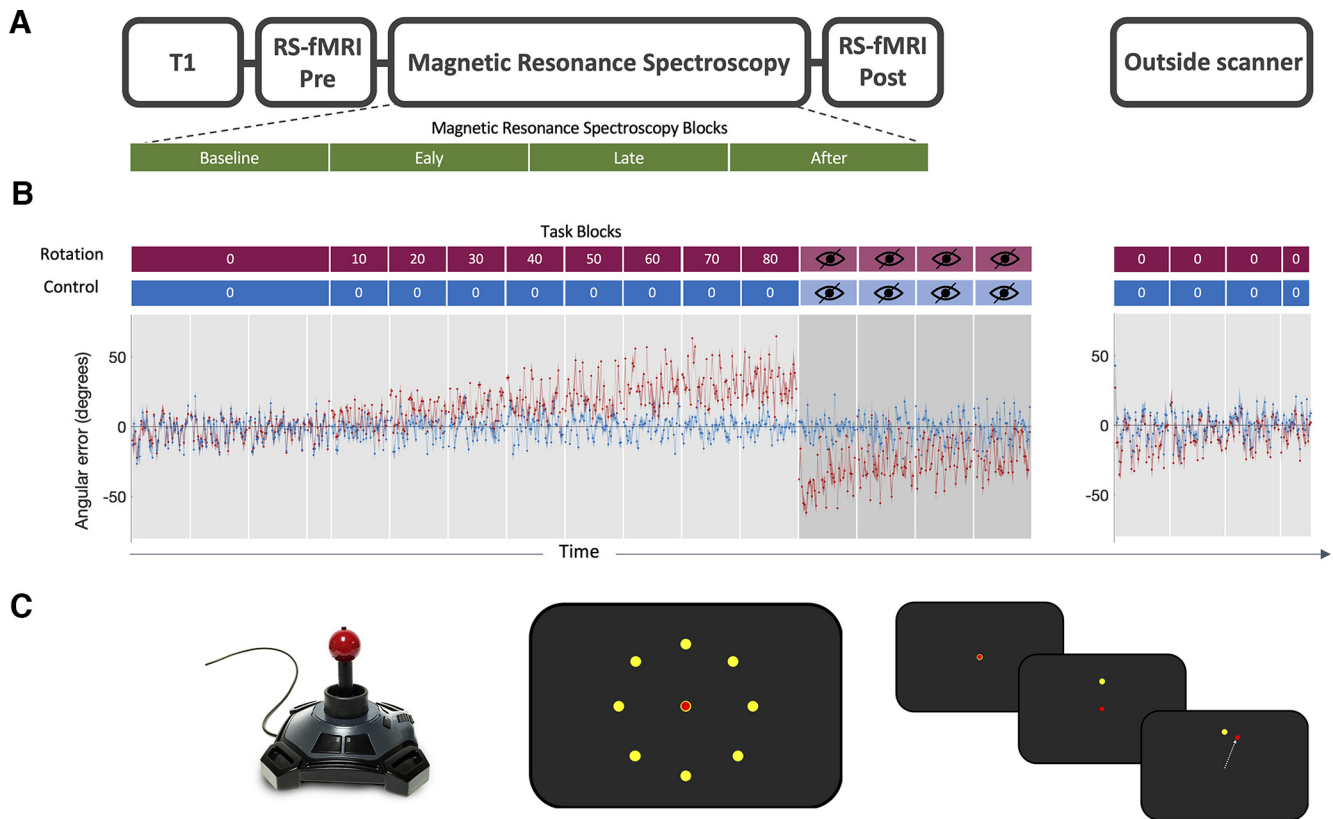 A
T1
RS-fMRI
Pre
Magnetic Resonance Spectroscopy
RS-fMRI
Post
Outside scanner
Magnetic Resonance Spectroscopy Blocks
Baseline Ealy Late After
B
Task Blocks
Rotation 0 10 20 30 40 50 60 70 80 0 0 0 0
Control 0 0 0 0 0 0 0 0 0 0 0 0 0
Angular error (degrees)
50
0
-50
50
0
-50
Time
C